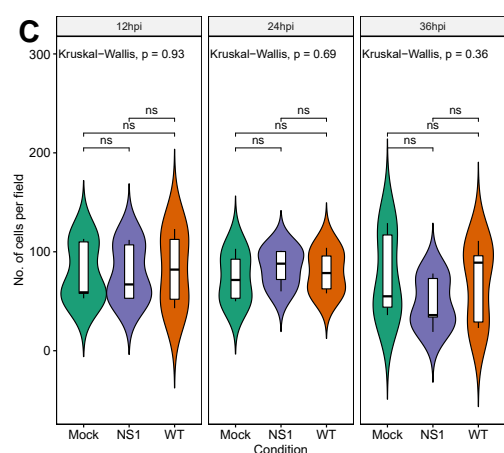 C
12hpi
24hpi
36hpi
Kruskal−Wallis, p = 0.93
Kruskal−Wallis, p = 0.69
Kruskal−Wallis, p = 0.36
ns
ns
ns
ns
ns
ns
ns
ns
ns
300
200
100
0
No. of cells per field
Mock NS1 WT
Mock NS1 WT
Mock NS1 WT
Condition